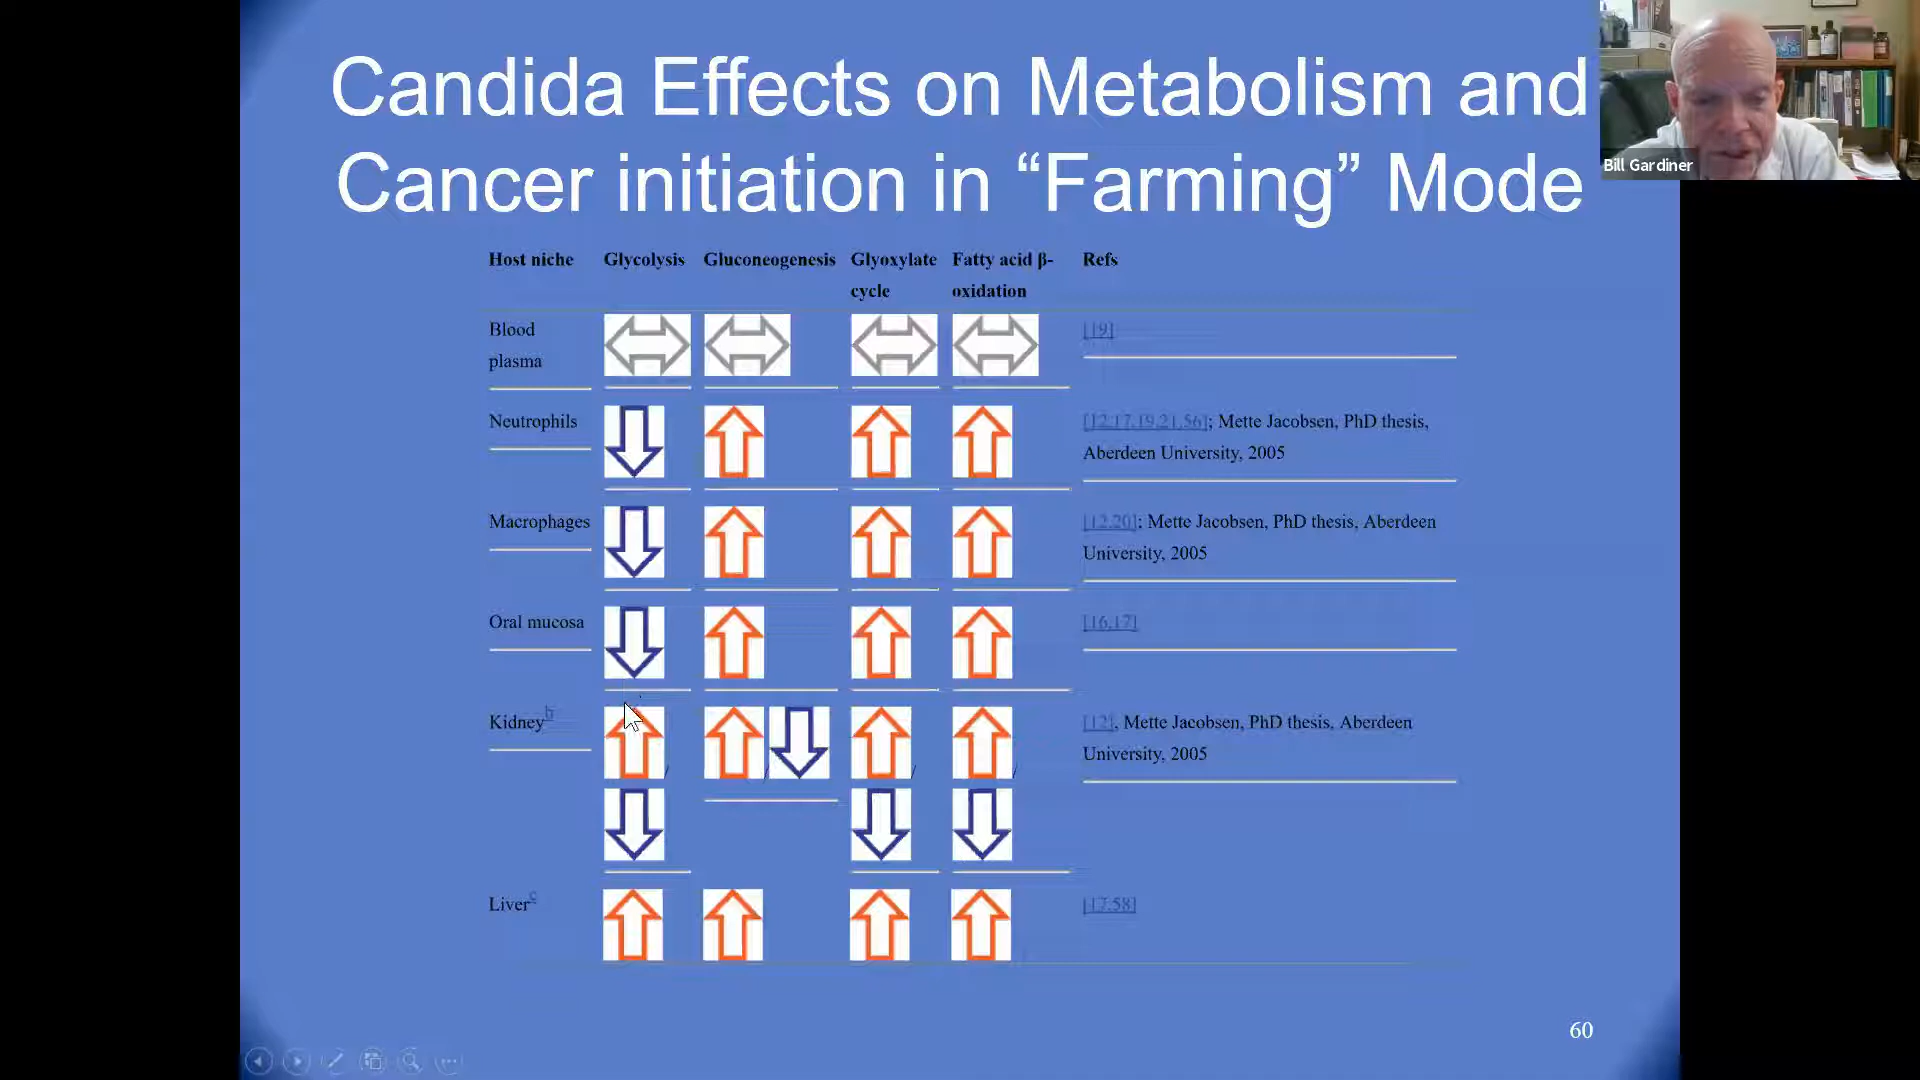 Candida Effects on Metabolism and
Cancer initiation in “Farming” Mode
Bill Gardiner
Host niche Glycolysis Gluconeogenesis Glyoxylate cycle Fatty acid β-oxidation Refs
Blood plasma [19]
Neutrophils [12,17,19,21,56]; Mette Jacobsen, PhD thesis,
Aberdeen University, 2005
Macrophages [12,20]; Mette Jacobsen, PhD thesis, Aberdeen
University, 2005
Oral mucosa [16,17]
Kidney b / / / / [12], Mette Jacobsen, PhD thesis, Aberdeen
University, 2005
Liver c [17,58]
60